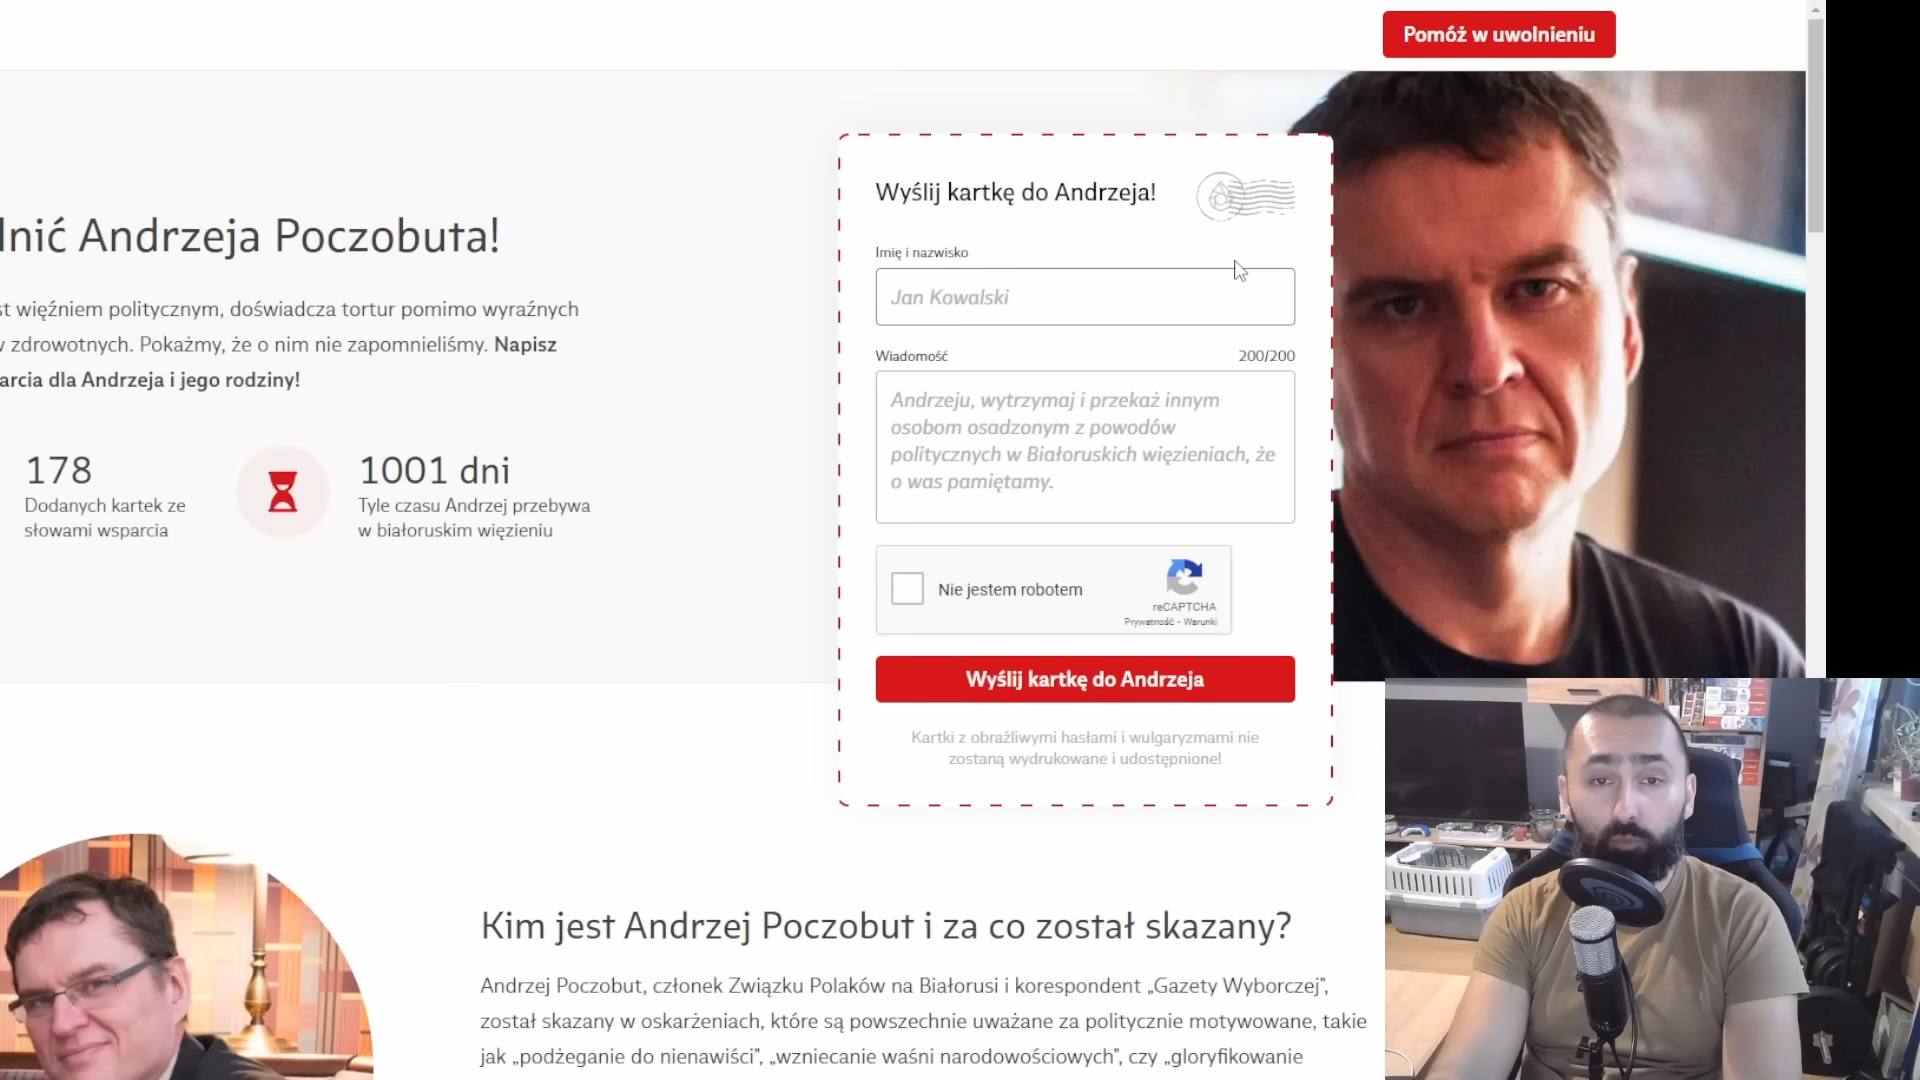 Pomóż w uwolnieniu
lnić Andrzeja Poczobuta!
st więźniem politycznym, doświadcza tortur pomimo wyraźnych
zdrowotnych. Pokażmy, że o nim nie zapomnieliśmy. Napisz
arcia dla Andrzeja i jego rodziny!
178
Dodanych kartek ze
słowami wsparcia
1001 dni
Tyle czasu Andrzej przebywa
w białoruskim więzieniu
Wyślij kartkę do Andrzeja!
Imię i nazwisko
Jan Kowalski
Wiadomość 200/200
Andrzeju, wytrzymaj i przekaż innym
osobom osadzonym z powodów
politycznych w Białoruskich więzieniach, że
o was pamiętamy.
Nie jestem robotem
reCAPTCHA
Prywatność - Warunki
Wyślij kartkę do Andrzeja
Kartki z obraźliwymi hasłami i wulgaryzmami nie
zostaną wydrukowane i udostępnione!
Kim jest Andrzej Poczobut i za co został skazany?
Andrzej Poczobut, członek Związku Polaków na Białorusi i korespondent „Gazety Wyborczej”,
został skazany w oskarżeniach, które są powszechnie uważane za politycznie motywowane, takie
jak „podżeganie do nienawiści”, „wzniecanie waśni narodowościowych”, czy „gloryfikowanie